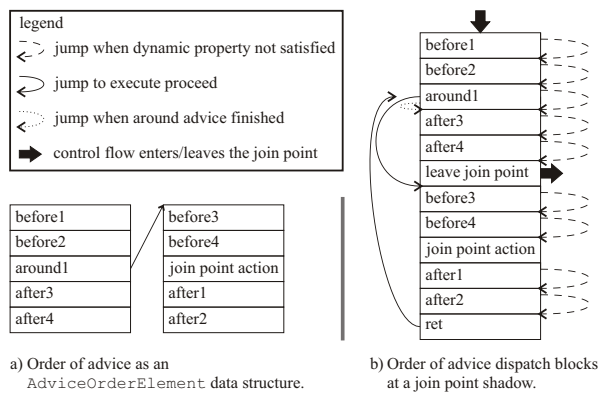 legend
jump when dynamic property not satisfied
jump to execute proceed
jump when around advice finished
control flow enters/leaves the join point
before1
before2
around1
after3
after4
before3
before4
join point action
after1
after2
a) Order of advice as an
AdviceOrderElement data structure.
before1
before2
around1
after3
after4
leave join point
before3
before4
join point action
after1
after2
ret
b) Order of advice dispatch blocks
at a join point shadow.